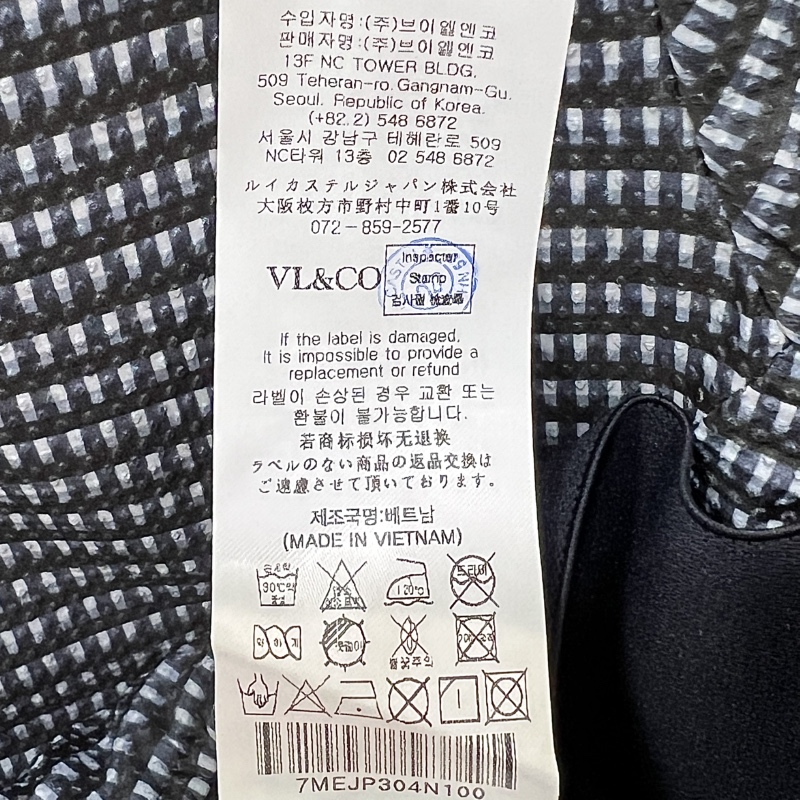 수입자명:(주)브이엘엔코
판매자명:(주)브이엘엔코
13F NC TOWER BLDG.
509 Teheran-ro.Gangnam-Gu.
Seoul. Republic of Korea.
(+82.2) 548 6872
서울시 강남구 테헤란로 509
NC타워 13층 02 548 6872
ルイカステルジャパン株式会社
大阪枚方市野村中町1番10号
072-859-2577
VL&CO
Inspector
Stamp
If the label is damaged,
It is impossible to provide a
replacement or refund
라벨이 손상된 경우 교환 또는
환불이 불가능합니다.
若商标损坏无退换
ラベルのない商品の返品交換は
ご遠慮させて頂いております。
제조국명:베트남
(MADE IN VIETNAM)
120℃
드라이
약하게
7MEJP304N100